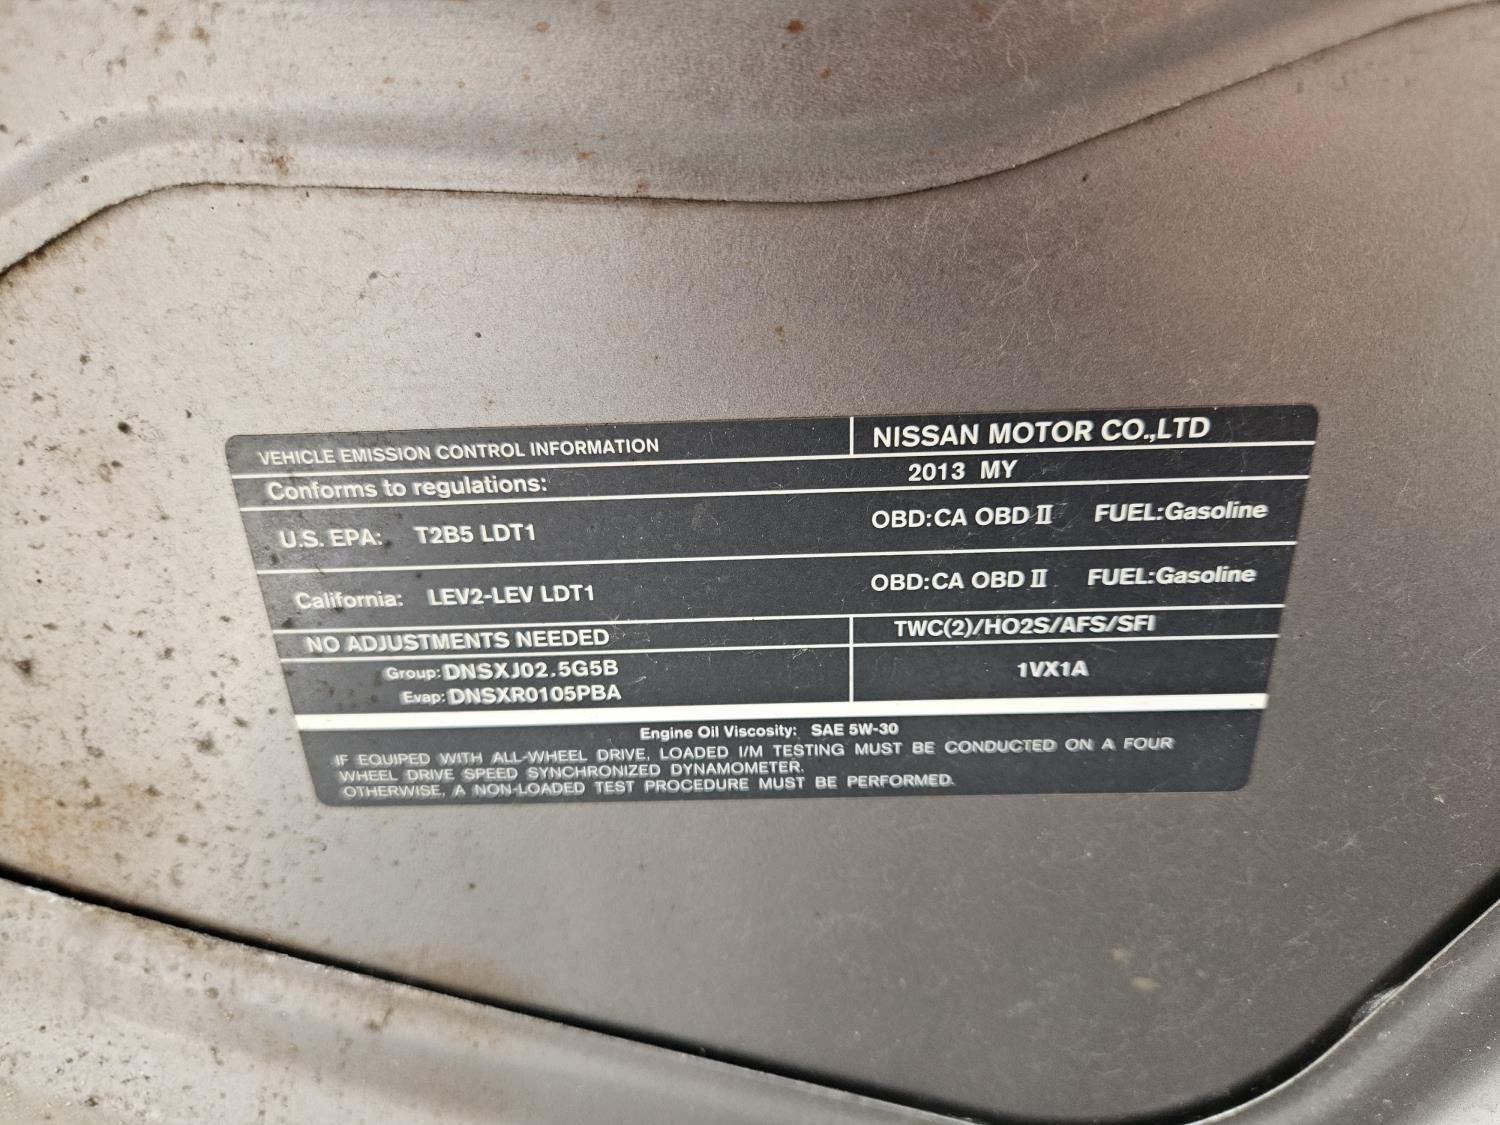 VEHICLE EMISSION CONTROL INFORMATION
NISSAN MOTOR CO.,LTD
Conforms to regulations:
2013 MY
U.S. EPA: T2B5 LDT1 OBD:CA OBD II FUEL:Gasoline
California: LEV2-LEV LDT1 OBD:CA OBD II FUEL:Gasoline
NO ADJUSTMENTS NEEDED
TWC(2)/HO2S/AFS/SFI
Group:DNSXJ02.5G5B
Evap:DNSXR0105PBA
1VX1A
Engine Oil Viscosity: SAE 5W-30
IF EQUIPED WITH ALL-WHEEL DRIVE, LOADED I/M TESTING MUST BE CONDUCTED ON A FOUR
WHEEL DRIVE SPEED SYNCHRONIZED DYNAMOMETER.
OTHERWISE, A NON-LOADED TEST PROCEDURE MUST BE PERFORMED.